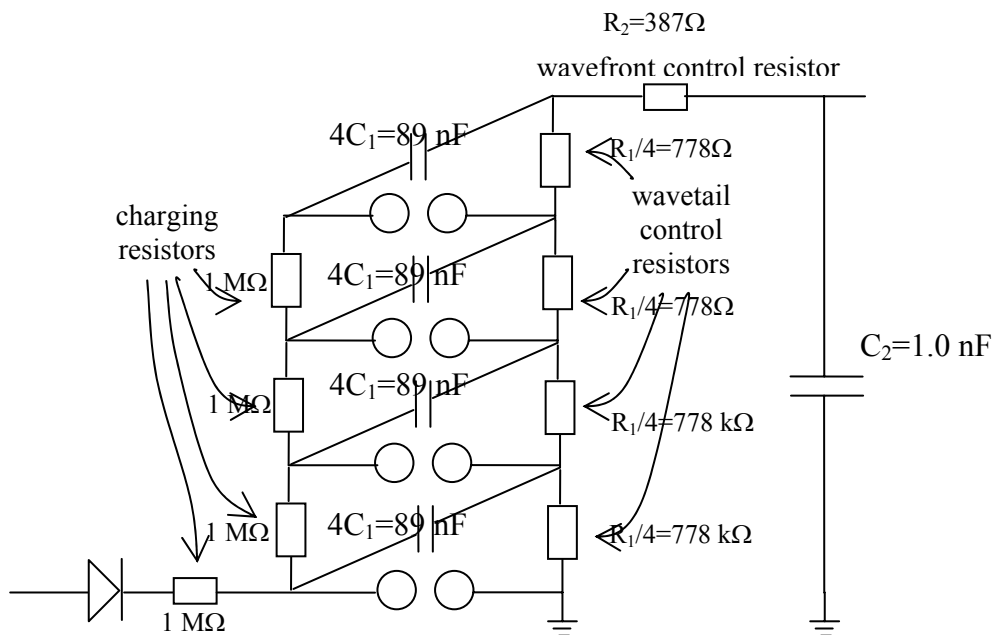 R₂=387Ω
wavefront control resistor
4C₁=89 nF
R₁/4=778Ω
charging
resistors
wavetail
control
resistors
1 MΩ
4C₁=89 nF
R₁/4=778Ω
C₂=1.0 nF
1 MΩ
4C₁=89 nF
R₁/4=778 kΩ
1 MΩ
4C₁=89 nF
R₁/4=778 kΩ
1 MΩ